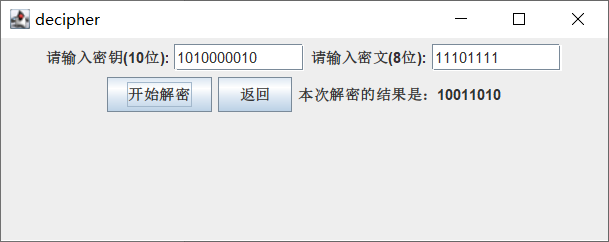 decipher
请输入密钥(10位): 1010000010 请输入密文(8位): 11101111
开始解密 返回 本次解密的结果是：10011010